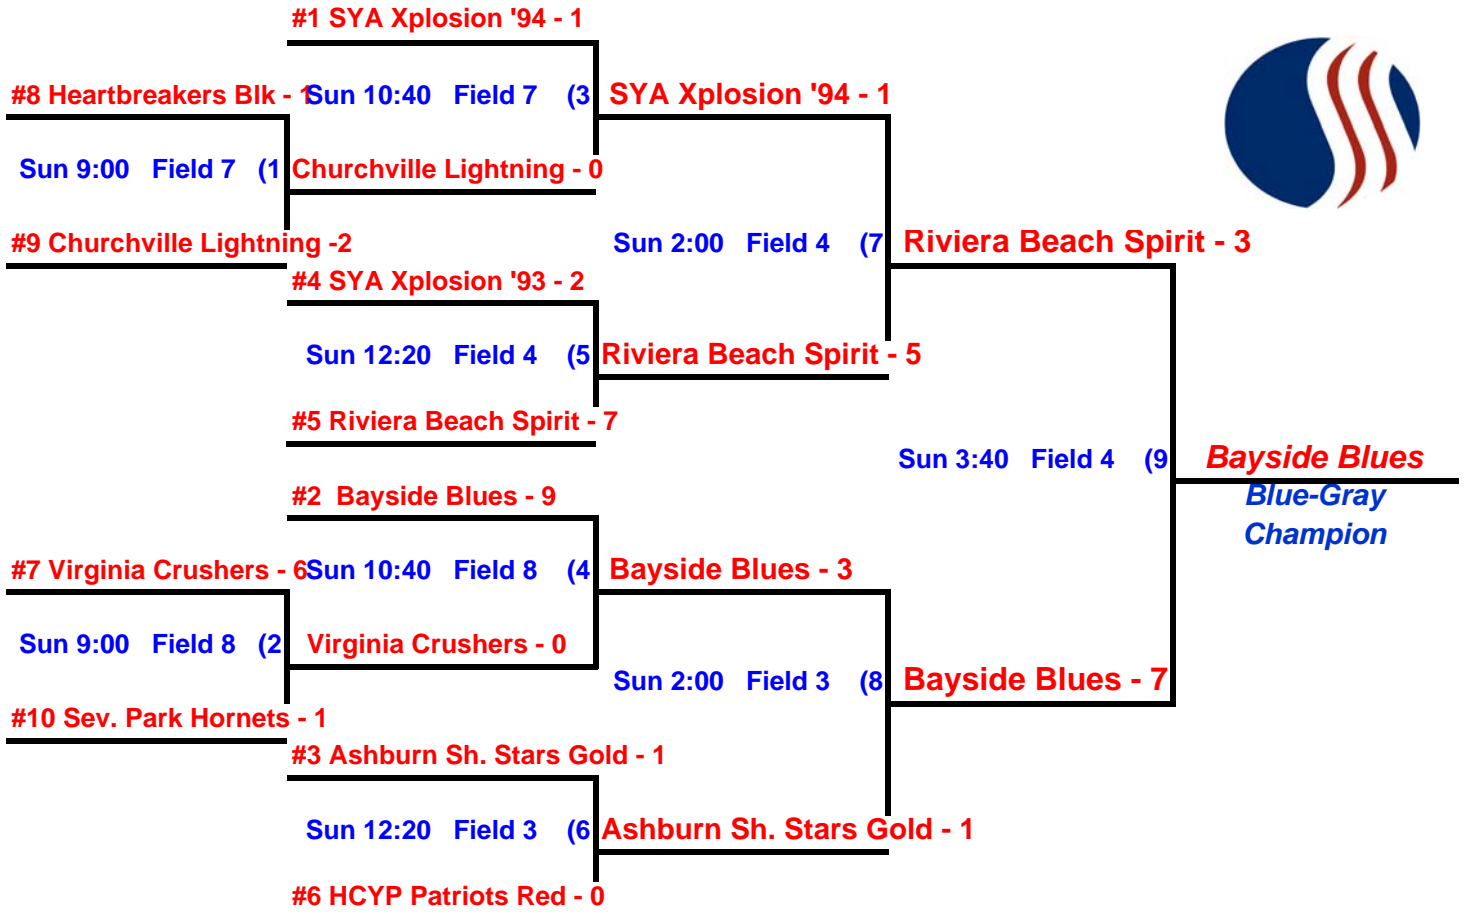 #1 SYA Xplosion '94 - 1
#8 Heartbreakers Blk - 1
Sun 10:40 Field 7 (3
SYA Xplosion '94 - 1
Sun 9:00 Field 7 (1
Churchville Lightning - 0
#9 Churchville Lightning -2
Sun 2:00 Field 4 (7
Riviera Beach Spirit - 3
#4 SYA Xplosion '93 - 2
Sun 12:20 Field 4 (5
Riviera Beach Spirit - 5
#5 Riviera Beach Spirit - 7
Sun 3:40 Field 4 (9
Bayside Blues
Blue-Gray
Champion
#2 Bayside Blues - 9
#7 Virginia Crushers - 6
Sun 10:40 Field 8 (4
Bayside Blues - 3
Sun 9:00 Field 8 (2
Virginia Crushers - 0
Sun 2:00 Field 3 (8
Bayside Blues - 7
#10 Sev. Park Hornets - 1
#3 Ashburn Sh. Stars Gold - 1
Sun 12:20 Field 3 (6
Ashburn Sh. Stars Gold - 1
#6 HCYP Patriots Red - 0